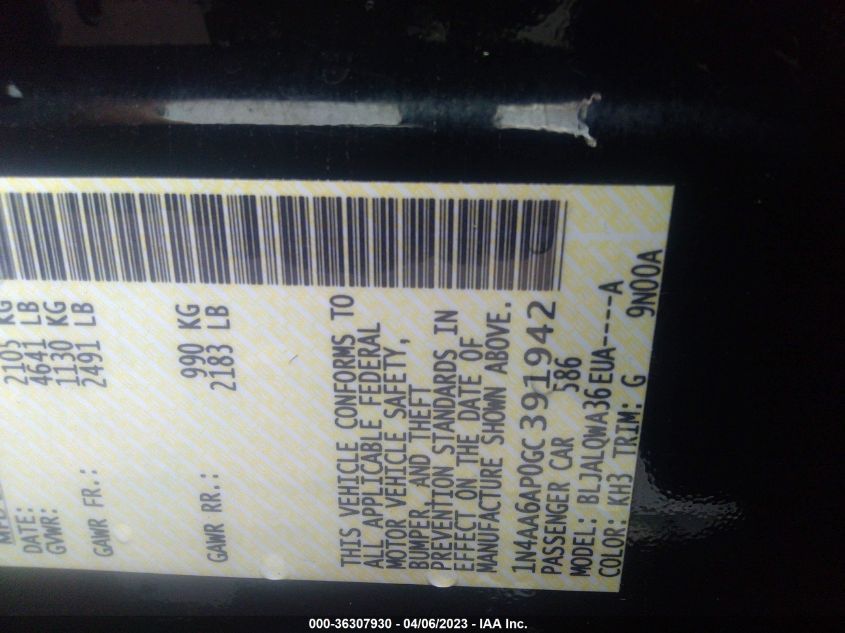 DATE:
GVWR: 2105 KG
4641 LB
GAWR FR.: 1130 KG
2491 LB
GAWR RR.: 990 KG
2183 LB
THIS VEHICLE CONFORMS TO
ALL APPLICABLE FEDERAL
MOTOR VEHICLE SAFETY,
BUMPER, AND THEFT
PREVENTION STANDARDS IN
EFFECT ON THE DATE OF
MANUFACTURE SHOWN ABOVE.
1N4AA6AP0GC391942
PASSENGER CAR 586
MODEL: BLJALQWA36EUA----A
COLOR: KH3 TRIM: G 9N00A
000-36307930 - 04/06/2023 - IAA Inc.